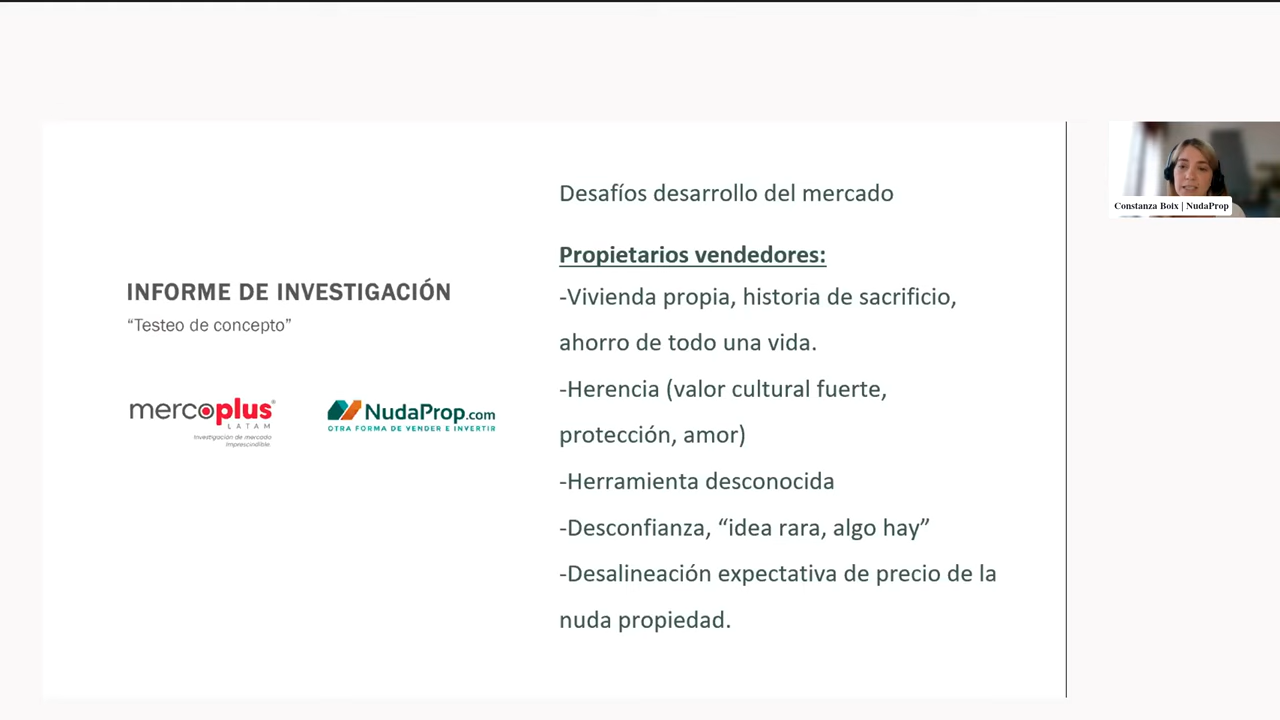 INFORME DE INVESTIGACIÓN
“Testeo de concepto”
mercoplus
LATAM
Investigación de mercado
imprescindible
NudaProp.com
OTRA FORMA DE VENDER E INVERTIR
Desafíos desarrollo del mercado
Propietarios vendedores:
-Vivienda propia, historia de sacrificio,
ahorro de todo una vida.
-Herencia (valor cultural fuerte,
protección, amor)
-Herramienta desconocida
-Desconfianza, “idea rara, algo hay”
-Desalineación expectativa de precio de la
nuda propiedad.
Constanza Boix | NudaProp